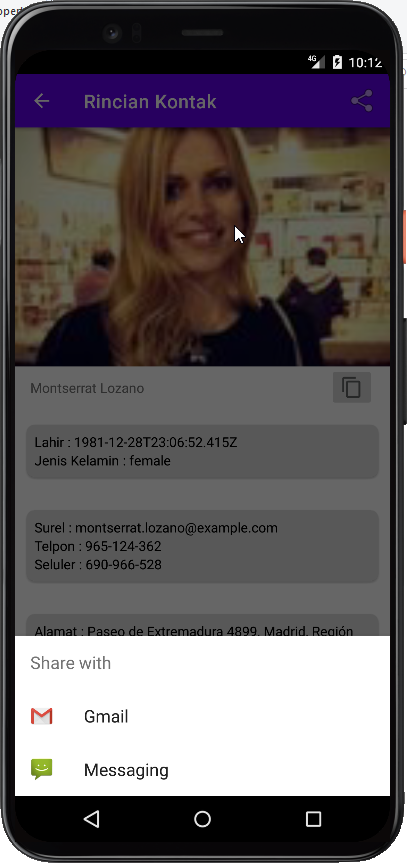 4G 10:12
Rincian Kontak
Montserrat Lozano
Lahir : 1981-12-28T23:06:52.415Z
Jenis Kelamin : female
Surel : montserrat.lozano@example.com
Telpon : 965-124-362
Seluler : 690-966-528
Alamat : Paseo de Extremadura 4899, Madrid, Región
Share with
Gmail
Messaging